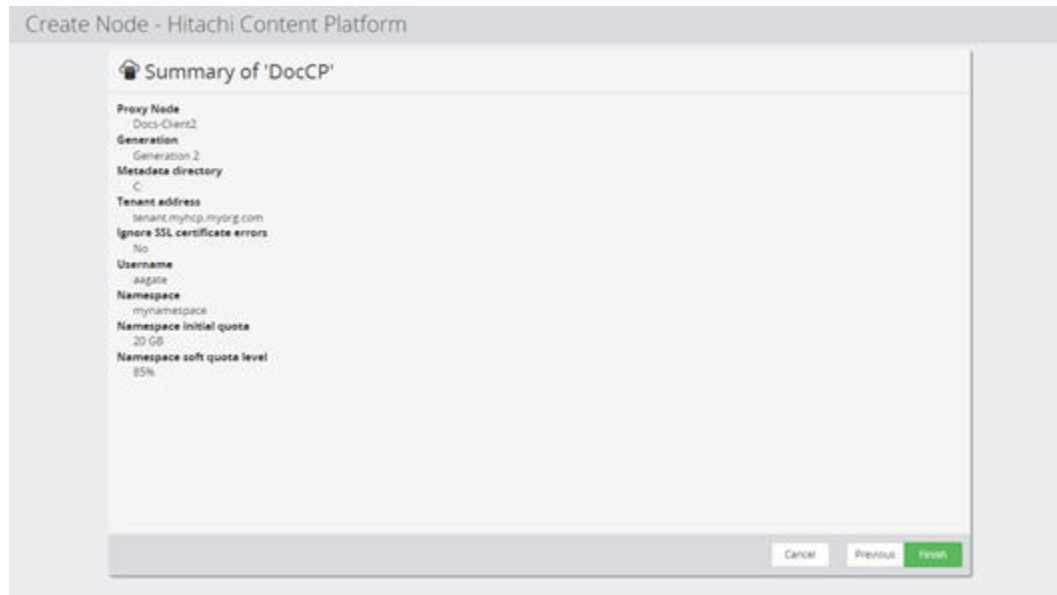 Create Node - Hitachi Content Platform
Summary of 'DocCP'
Proxy Node
Docs-Client2
Generation
Generation 2
Metadata directory
C:
Tenant address
tenant.myhcp.myorg.com
Ignore SSL certificate errors
No
Username
aagate
Namespace
mynamespace
Namespace initial quota
20 GB
Namespace soft quota level
85%
Cancel Previous Finish